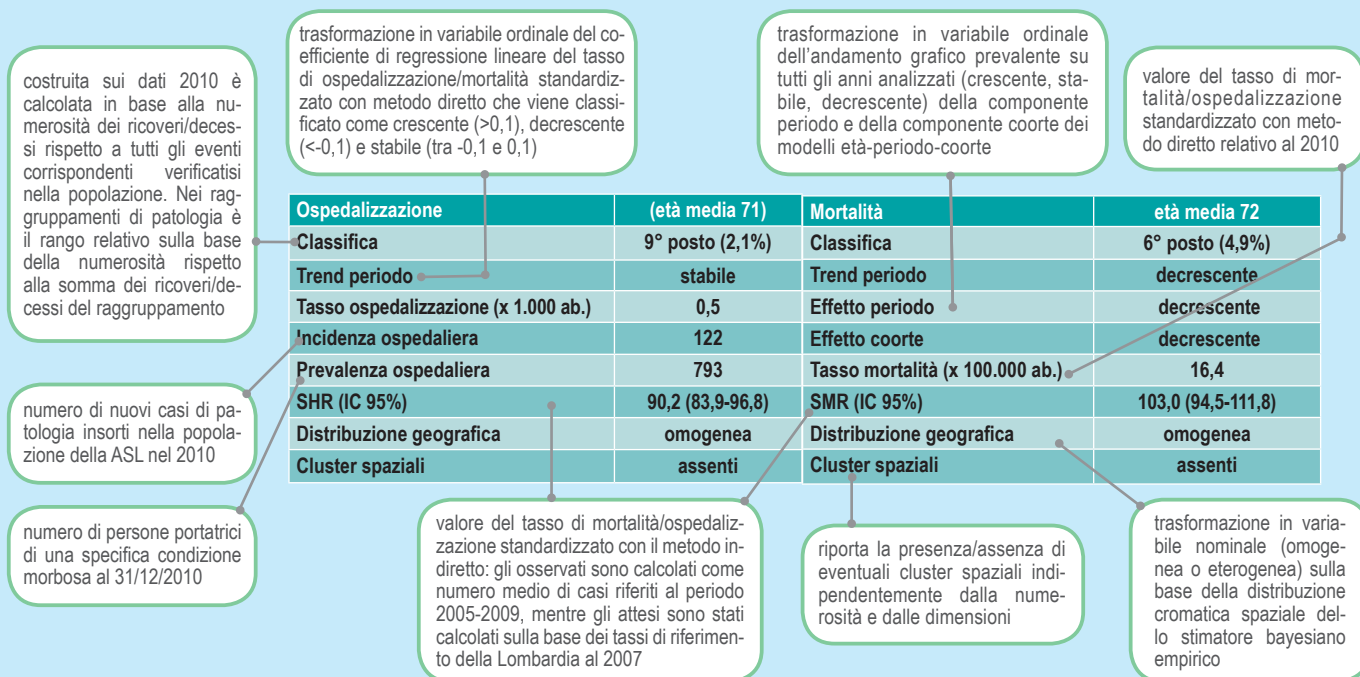 trasformazione in variabile ordinale del co-
efficiente di regressione lineare del tasso
di ospedalizzazione/mortalità standardiz-
zato con metodo diretto che viene classi-
ficato come crescente (>0,1), decrescente
(<-0,1) e stabile (tra -0,1 e 0,1)
trasformazione in variabile ordinale
dell'andamento grafico prevalente su
tutti gli anni analizzati (crescente, sta-
bile, decrescente) della componente
periodo e della componente coorte dei
modelli età-periodo-coorte
costruita sui dati 2010 è
calcolata in base alla nu-
merosità dei ricoveri/deces-
si rispetto a tutti gli eventi
corrispondenti verificatisi
nella popolazione. Nei rag-
gruppamenti di patologia è
il rango relativo sulla base
della numerosità rispetto
alla somma dei ricoveri/de-
cessi del raggruppamento
valore del tasso di mor-
talità/ospedalizzazione
standardizzato con meto-
do diretto relativo al 2010
Ospedalizzazione (età media 71) Mortalità età media 72
Classifica 9° posto (2,1%) Classifica 6° posto (4,9%)
Trend periodo stabile Trend periodo decrescente
Tasso ospedalizzazione (x 1.000 ab.) 0,5 Effetto periodo decrescente
Incidenza ospedaliera 122 Effetto coorte decrescente
Prevalenza ospedaliera 793 Tasso mortalità (x 100.000 ab.) 16,4
SHR (IC 95%) 90,2 (83,9-96,8) SMR (IC 95%) 103,0 (94,5-111,8)
Distribuzione geografica omogenea Distribuzione geografica omogenea
Cluster spaziali assenti Cluster spaziali assenti
numero di nuovi casi di pa-
tologia insorti nella popola-
zione della ASL nel 2010
numero di persone portatrici
di una specifica condizione
morbosa al 31/12/2010
valore del tasso di mortalità/ospedaliz-
zazione standardizzato con il metodo in-
diretto: gli osservati sono calcolati come
numero medio di casi riferiti al periodo
2005-2009, mentre gli attesi sono stati
calcolati sulla base dei tassi di riferimen-
to della Lombardia al 2007
riporta la presenza/assenza di
eventuali cluster spaziali indi-
pendentemente dalla nume-
rosità e dalle dimensioni
trasformazione in varia-
bile nominale (omoge-
nea o eterogenea) sulla
base della distribuzione
cromatica spaziale del-
lo stimatore bayesiano
empirico